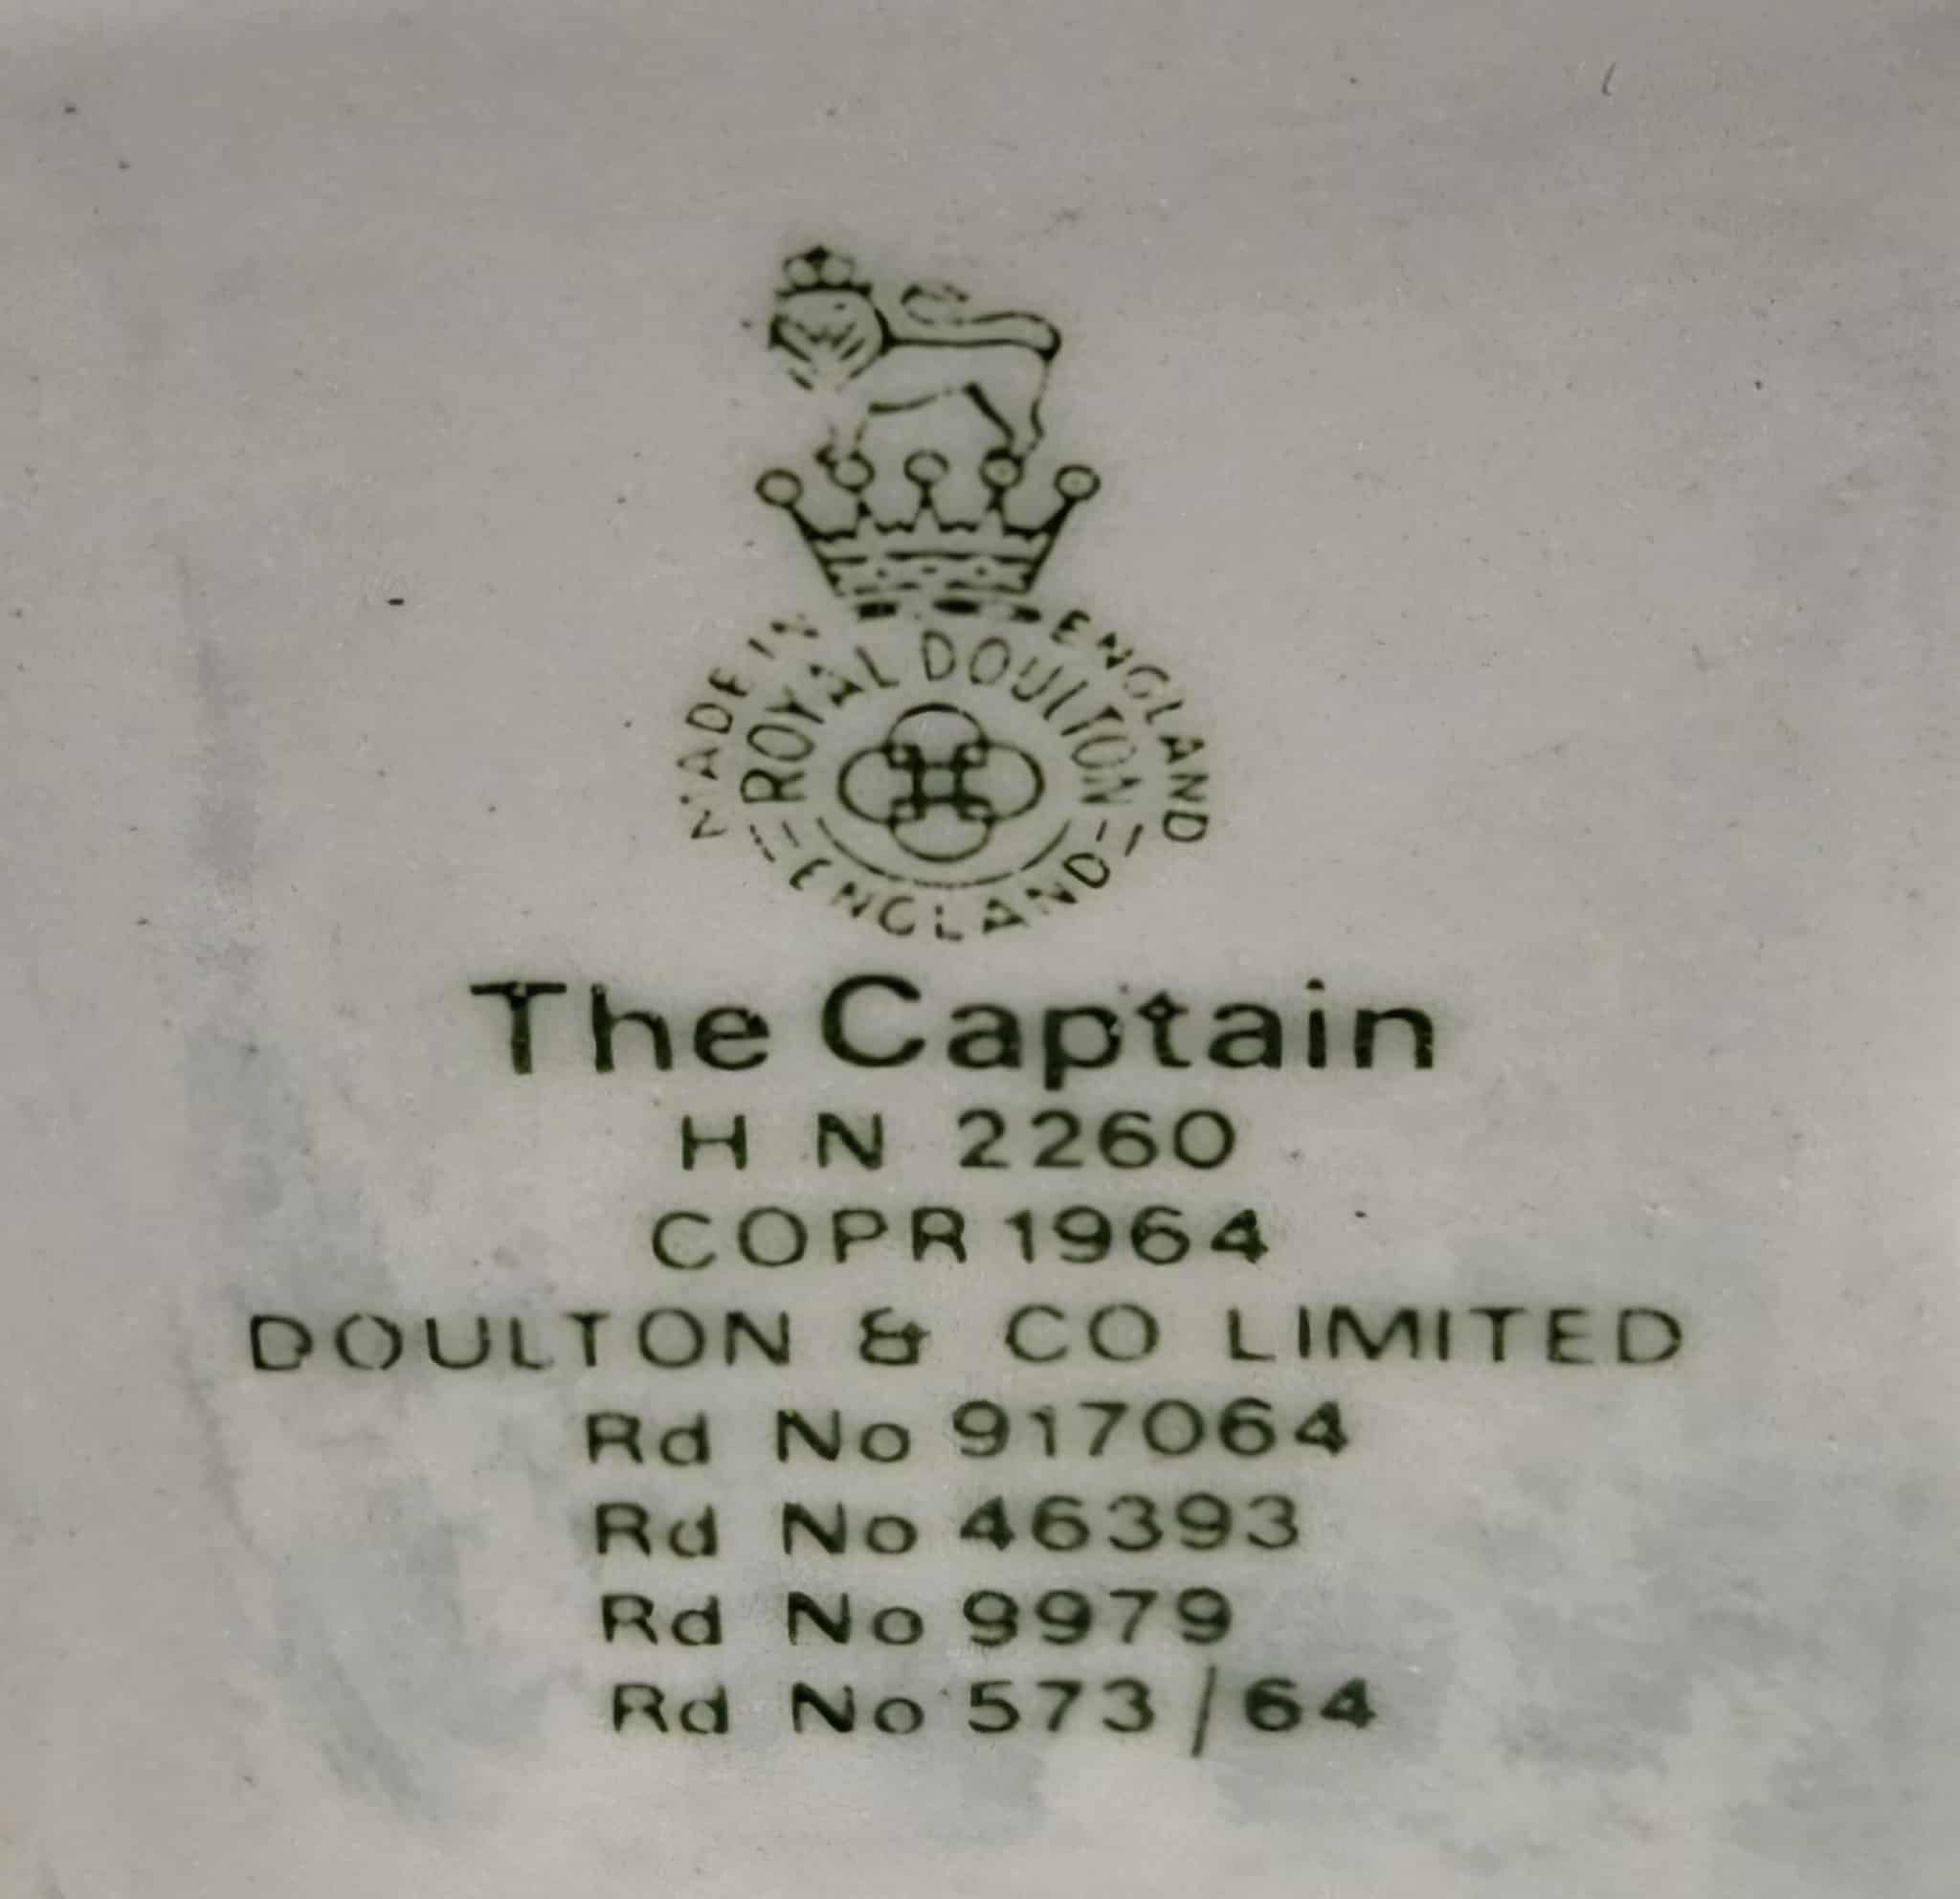 MADE IN ENGLAND
ROYAL DOULTON
ENGLAND
The Captain
H N 2260
COPR 1964
DOULTON & CO LIMITED
Rd No 917064
Rd No 46393
Rd No 9979
Rd No 573/64